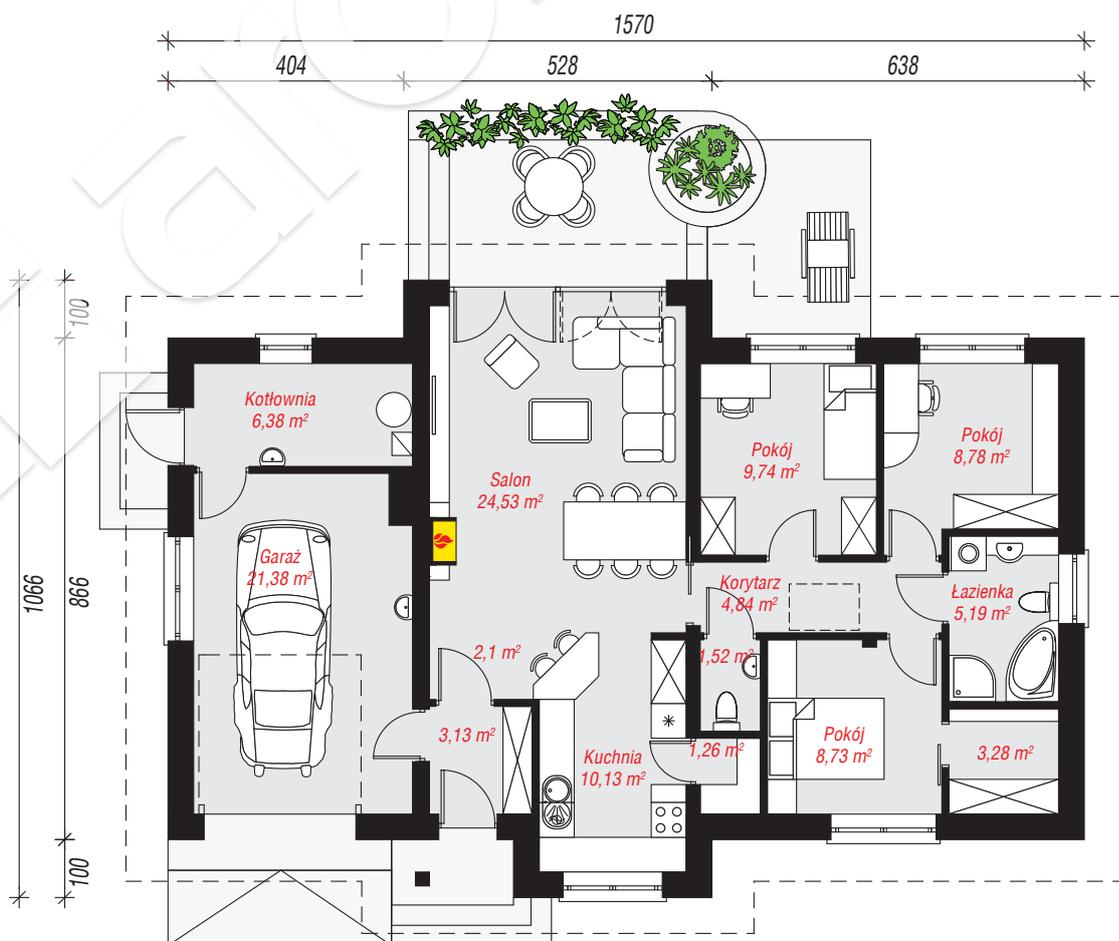 1570
404
528
638
100
1066
866
100
Kotłownia
6,38 m²
Salon
24,53 m²
Pokój
9,74 m²
Pokój
8,78 m²
Garaż
21,38 m²
Korytarz
4,84 m²
Łazienka
5,19 m²
2,1 m²
1,52 m²
3,13 m²
Kuchnia
10,13 m²
1,26 m²
Pokój
8,73 m²
3,28 m²